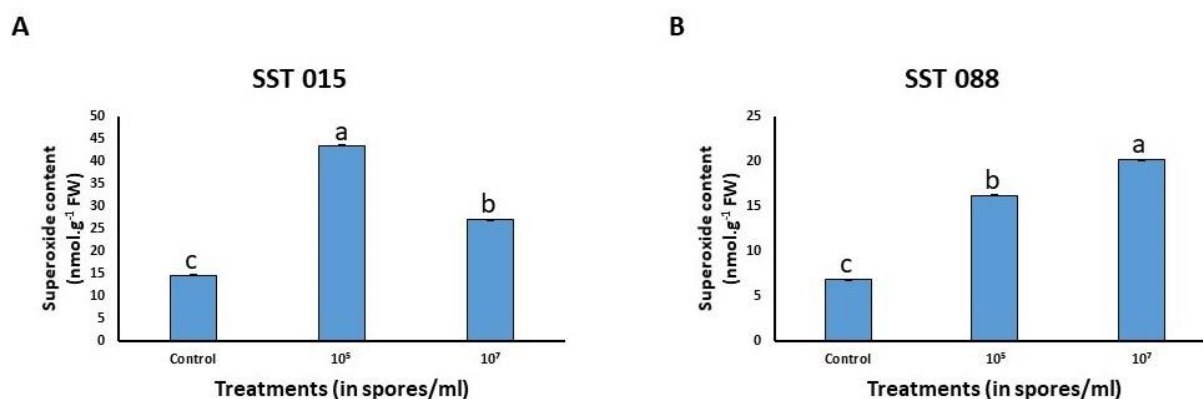 A
SST 015
Superoxide content
(nmol.g⁻¹ FW)
50
45
40
35
30
25
20
15
10
5
0
c
a
b
Control
10⁵
10⁷
Treatments (in spores/ml)
B
SST 088
Superoxide content
(nmol.g⁻¹ FW)
25
20
15
10
5
0
c
b
a
Control
10⁵
10⁷
Treatments (in spores/ml)